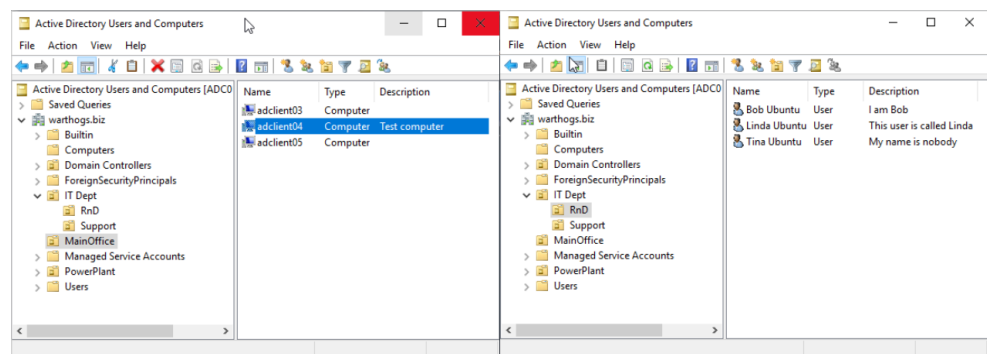 Active Directory Users and Computers
File Action View Help
Active Directory Users and Computers [ADC0
Saved Queries
warthogs.biz
Builtin
Computers
Domain Controllers
ForeignSecurityPrincipals
IT Dept
RnD
Support
MainOffice
Managed Service Accounts
PowerPlant
Users
Name Type Description
adclient03 Computer
adclient04 Computer Test computer
adclient05 Computer
Active Directory Users and Computers
File Action View Help
Active Directory Users and Computers [ADC0
Saved Queries
warthogs.biz
Builtin
Computers
Domain Controllers
ForeignSecurityPrincipals
IT Dept
RnD
Support
MainOffice
Managed Service Accounts
PowerPlant
Users
Name Type Description
Bob Ubuntu User I am Bob
Linda Ubuntu User This user is called Linda
Tina Ubuntu User My name is nobody